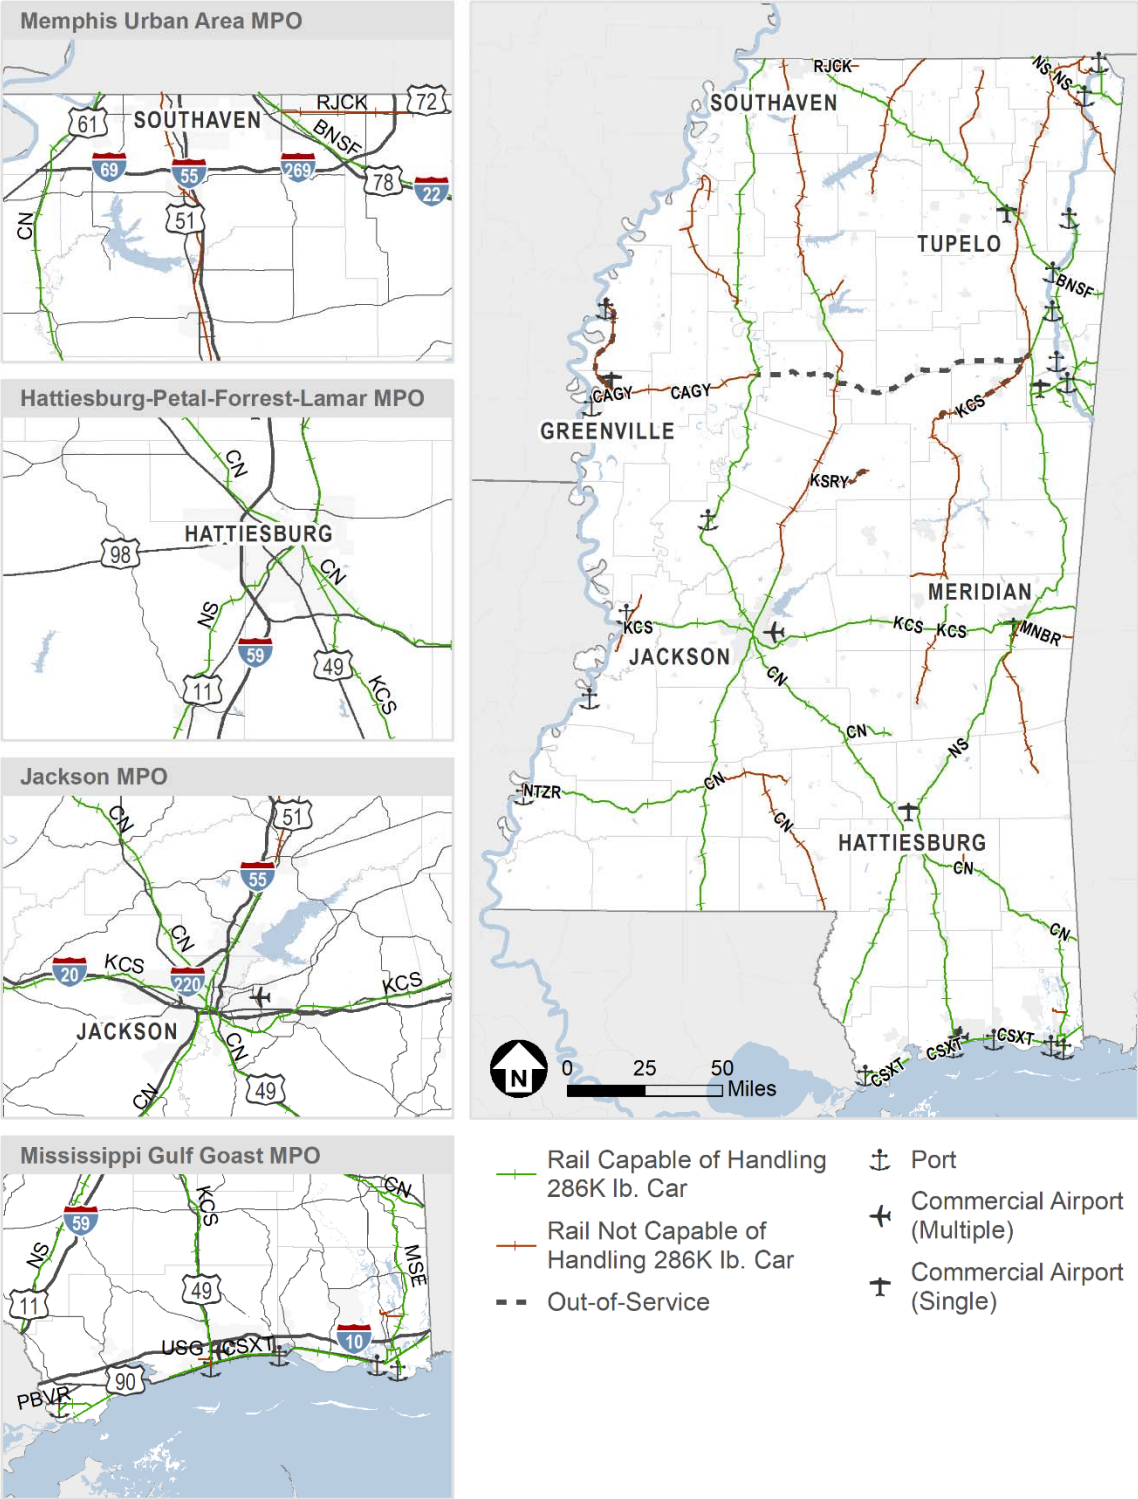 Memphis Urban Area MPO
RJCK
72
61
SOUTHAVEN
BNSF
69
55
269
78
22
51
CN
Hattiesburg-Petal-Forrest-Lamar MPO
CN
HATTIESBURG
98
CN
NS
59
49
11
KCS
Jackson MPO
CN
51
55
CN
20
KCS
220
KCS
JACKSON
CN
CN
49
Mississippi Gulf Goast MPO
CN
KCS
59
NS
MSE
49
11
10
USG
CSXT
90
PBVR
RJCK
NS
NS
SOUTHAVEN
TUPELO
BNSF
CAGY
CAGY
KCS
GREENVILLE
KSRY
MERIDIAN
KCS
KCS
KCS
MNBR
JACKSON
CN
CN
NS
NTZR
CN
CN
HATTIESBURG
CN
CN
CSXT
CSXT
CSXT
N
0 25 50
Miles
Rail Capable of Handling
286K lb. Car
Rail Not Capable of
Handling 286K lb. Car
Out-of-Service
Port
Commercial Airport
(Multiple)
Commercial Airport
(Single)